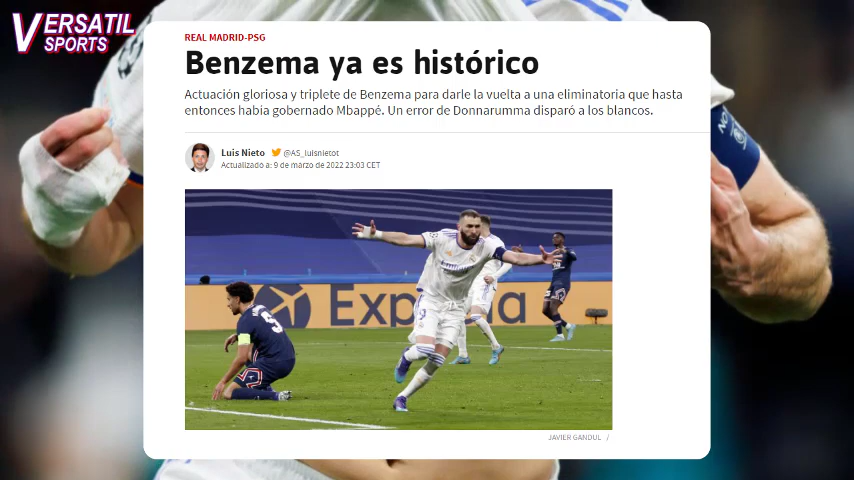 VERSATIL
SPORTS
REAL MADRID-PSG
Benzema ya es histórico
Actuación gloriosa y triplete de Benzema para darle la vuelta a una eliminatoria que hasta
entonces había gobernado Mbappé. Un error de Donnarumma disparó a los blancos.
Luis Nieto @AS_luisnietot
Actualizado a: 9 de marzo de 2022 23:03 CET
5
9
JAVIER GANDUL /